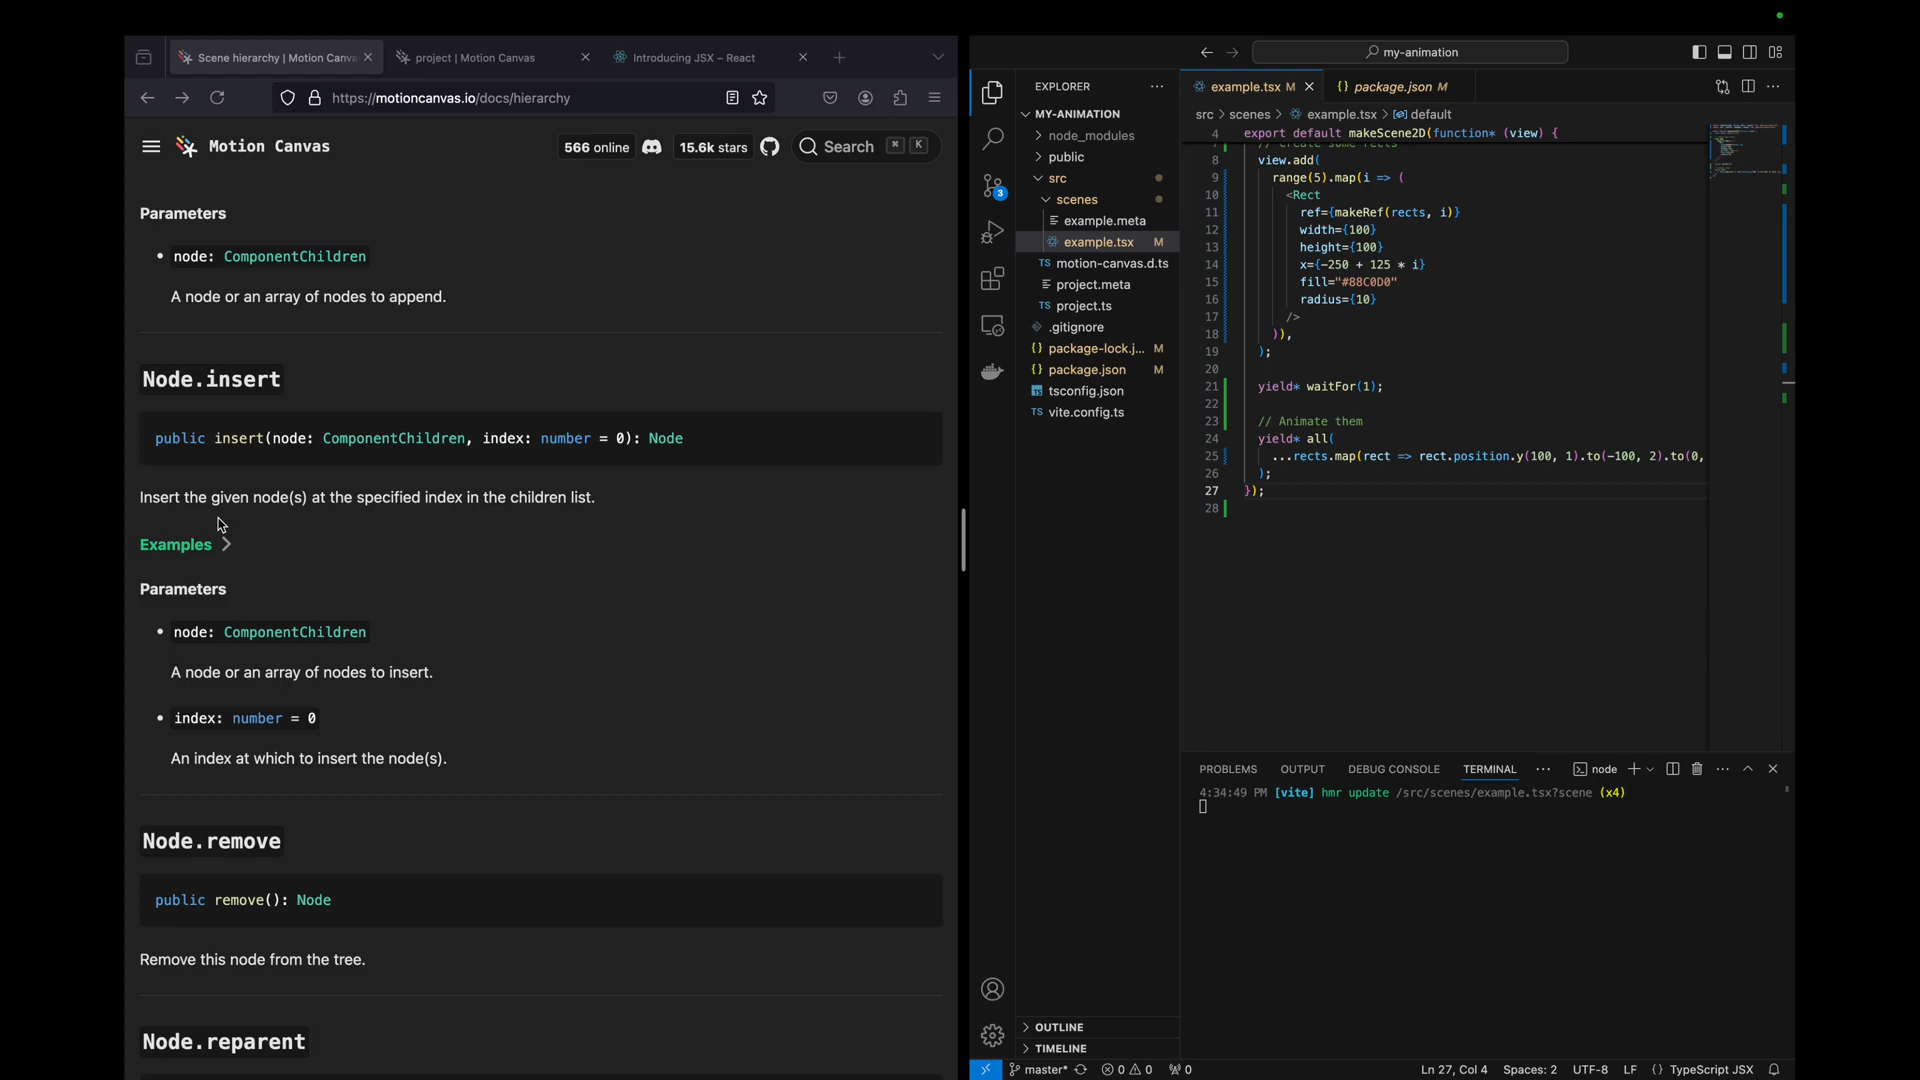 Scene hierarchy | Motion Canva
project | Motion Canvas
Introducing JSX – React
https://motioncanvas.io/docs/hierarchy
Motion Canvas
566 online
15.6k stars
Search
⌘ K
Parameters
• node: ComponentChildren
A node or an array of nodes to append.
Node.insert
public insert(node: ComponentChildren, index: number = 0): Node
Insert the given node(s) at the specified index in the children list.
Examples
Parameters
• node: ComponentChildren
A node or an array of nodes to insert.
• index: number = 0
An index at which to insert the node(s).
Node.remove
public remove(): Node
Remove this node from the tree.
Node.reparent
my-animation
EXPLORER
MY-ANIMATION
node_modules
public
src
scenes
example.meta
example.tsx M
TS motion-canvas.d.ts
project.meta
TS project.ts
.gitignore
{} package-lock.j... M
{} package.json M
tsconfig.json
TS vite.config.ts
3
OUTLINE
TIMELINE
example.tsx M
{} package.json M
src > scenes > example.tsx > default
4 export default makeScene2D(function* (view) {
7 // Create some rects
8 view.add(
9 range(5).map(i => (
10 <Rect
11 ref={makeRef(rects, i)}
12 width={100}
13 height={100}
14 x={-250 + 125 * i}
15 fill="#88C0D0"
16 radius={10}
17 />
18 )),
19 );
20
21 yield* waitFor(1);
22
23 // Animate them
24 yield* all(
25 ...rects.map(rect => rect.position.y(100, 1).to(-100, 2).to(0,
26 );
27 });
28
PROBLEMS OUTPUT DEBUG CONSOLE TERMINAL
node
4:34:49 PM [vite] hmr update /src/scenes/example.tsx?scene (x4)
master* 0 0 0
Ln 27, Col 4 Spaces: 2 UTF-8 LF {} TypeScript JSX